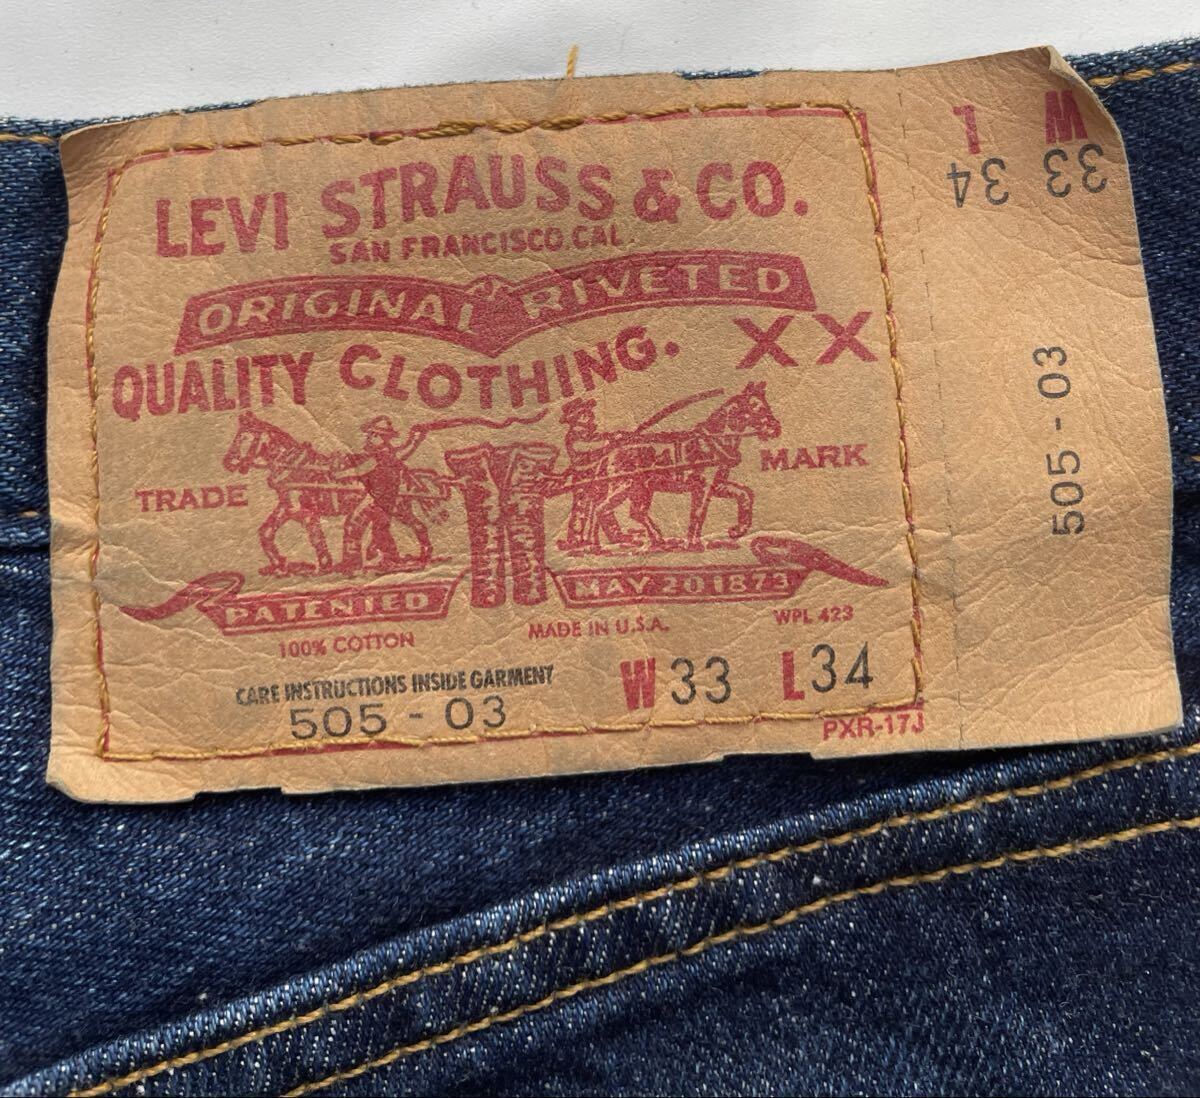 LEVI STRAUSS & CO.
SAN FRANCISCO.CAL.
ORIGINAL RIVETED
QUALITY CLOTHING. XX
TRADE MARK
PATENTED MAY 20 1873
100% COTTON MADE IN U.S.A. WPL 423
CARE INSTRUCTIONS INSIDE GARMENT
505 - 03
W33 L34
PXR-17J
W L
33 34
505 - 03